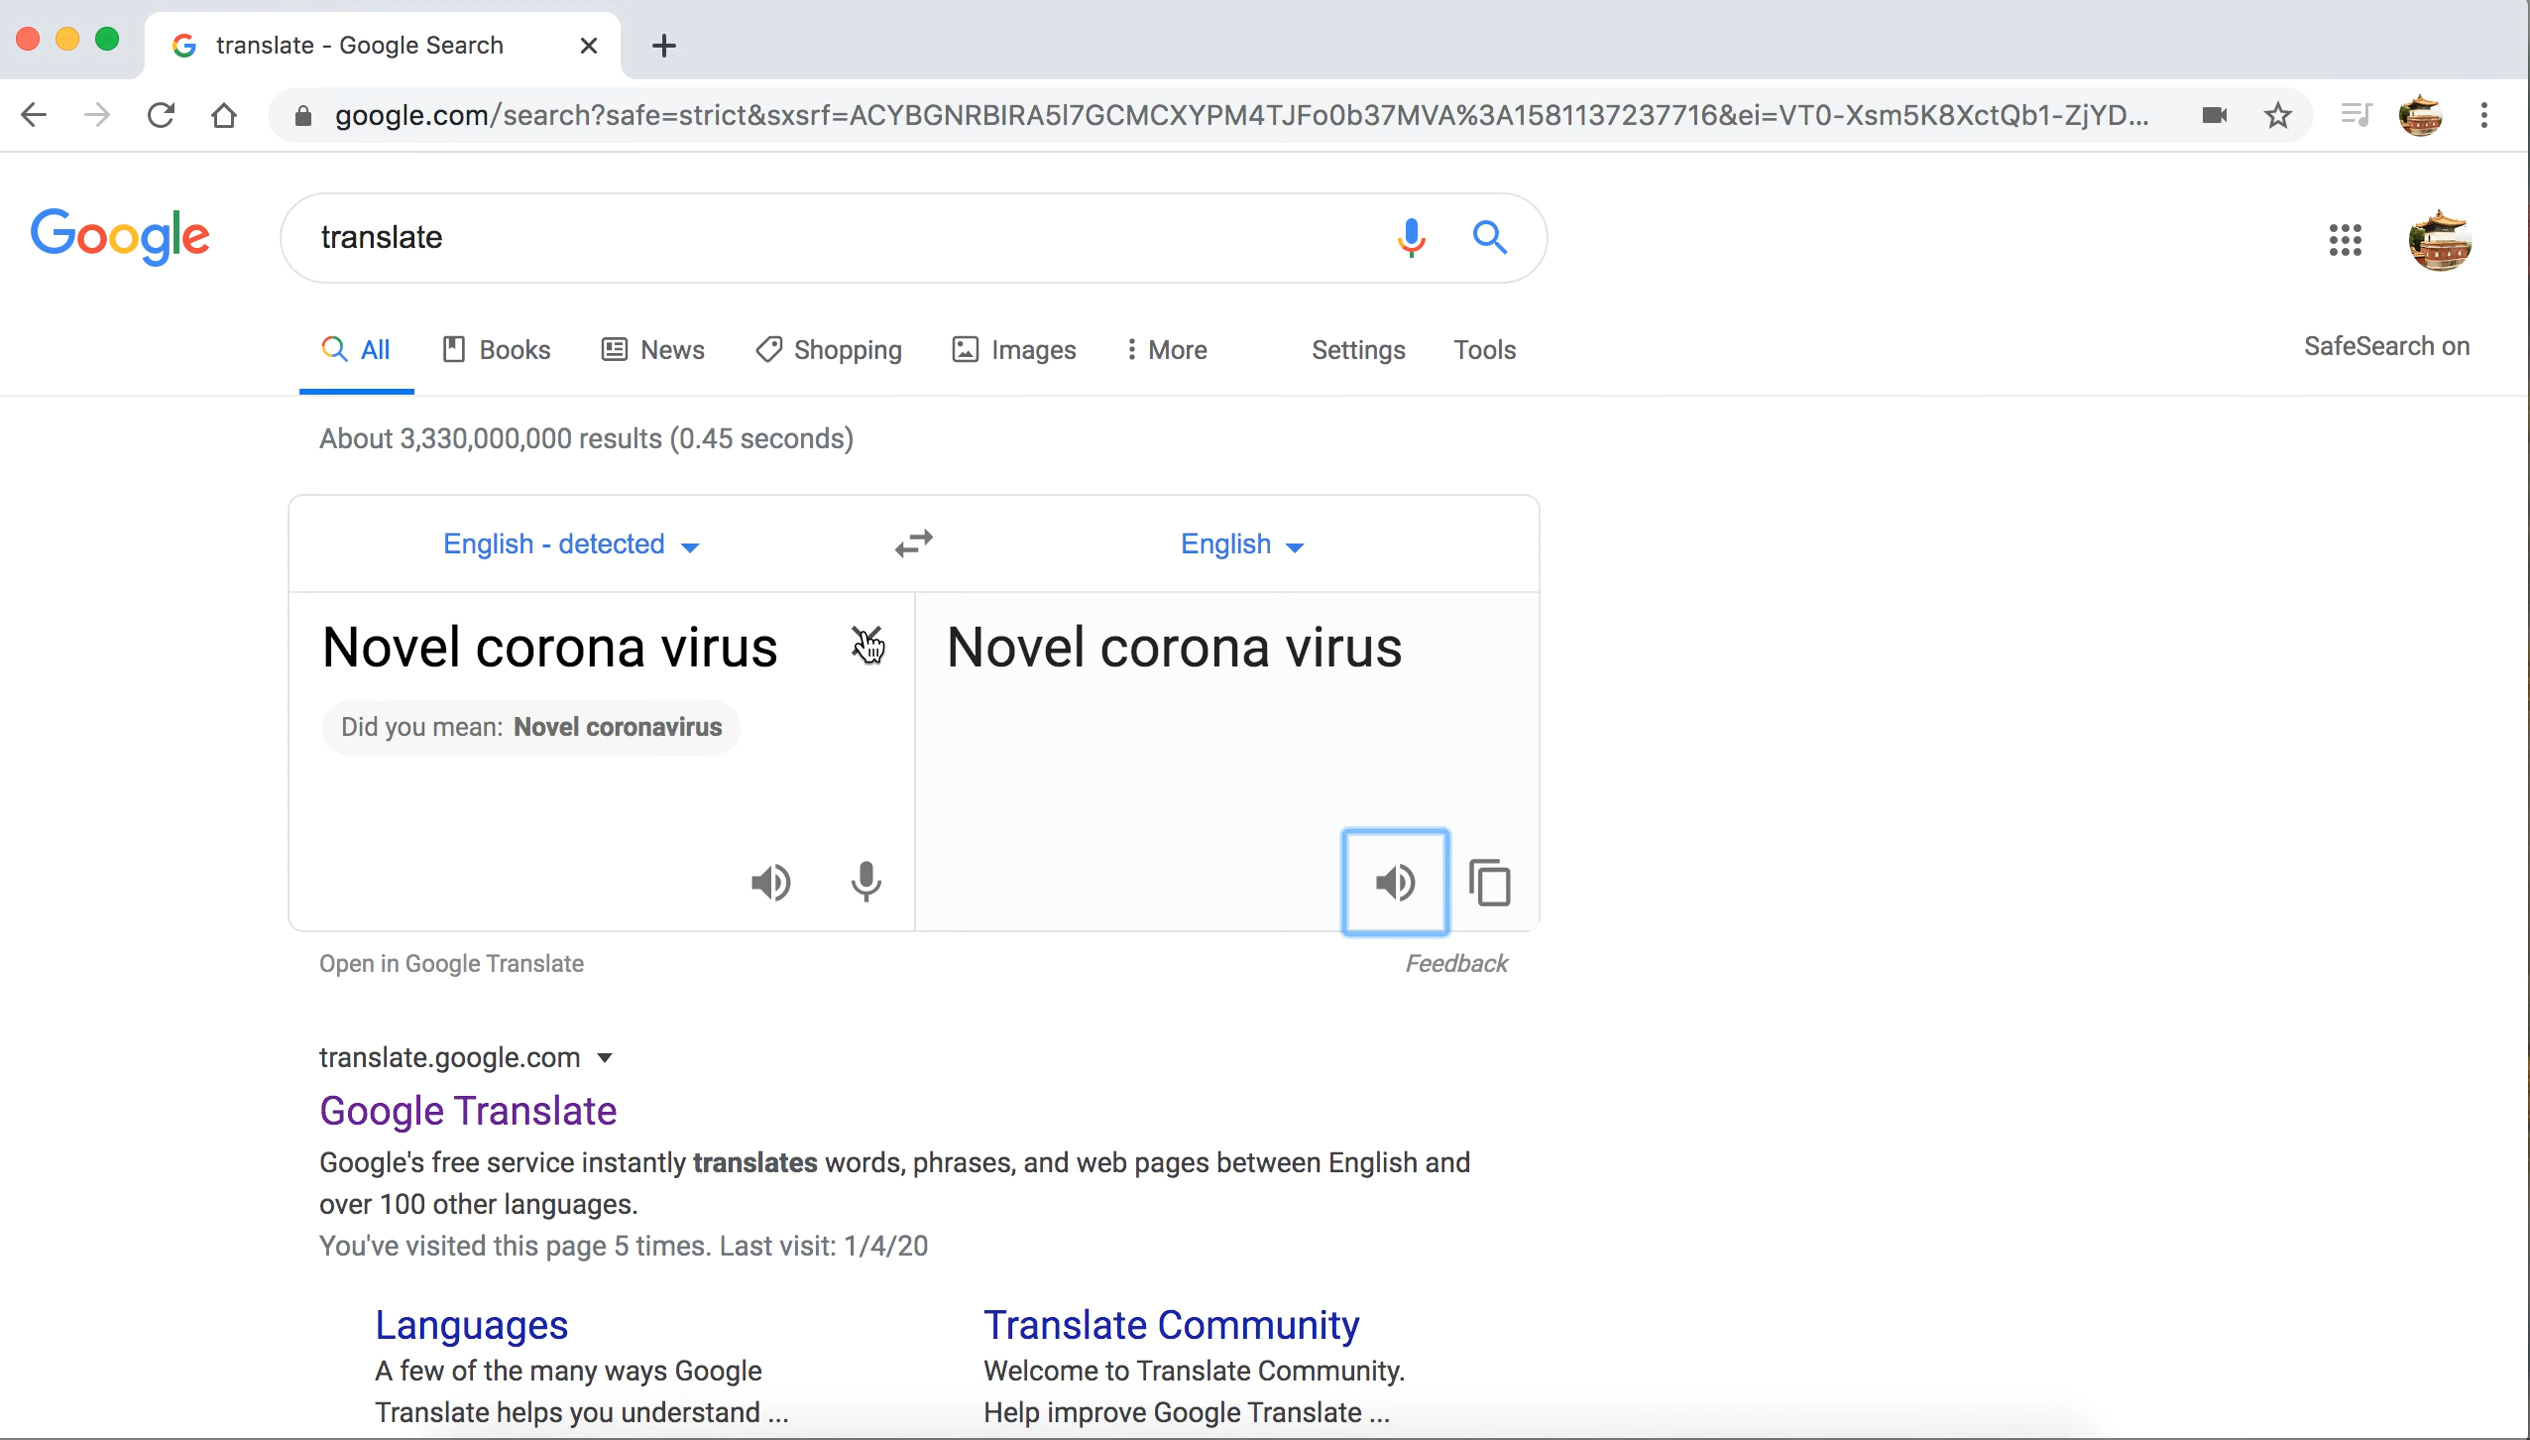 translate - Google Search
google.com/search?safe=strict&sxsrf=ACYBGNRBIRA5I7GCMCXYPM4TJFo0b37MVA%3A1581137237716&ei=VT0-Xsm5K8XctQb1-ZjYD...
Google
translate
All Books News Shopping Images More Settings Tools SafeSearch on
About 3,330,000,000 results (0.45 seconds)
English - detected English
Novel corona virus Novel corona virus
Did you mean: Novel coronavirus
Open in Google Translate Feedback
translate.google.com
Google Translate
Google's free service instantly translates words, phrases, and web pages between English and
over 100 other languages.
You've visited this page 5 times. Last visit: 1/4/20
Languages Translate Community
A few of the many ways Google Welcome to Translate Community.
Translate helps you understand ... Help improve Google Translate ...